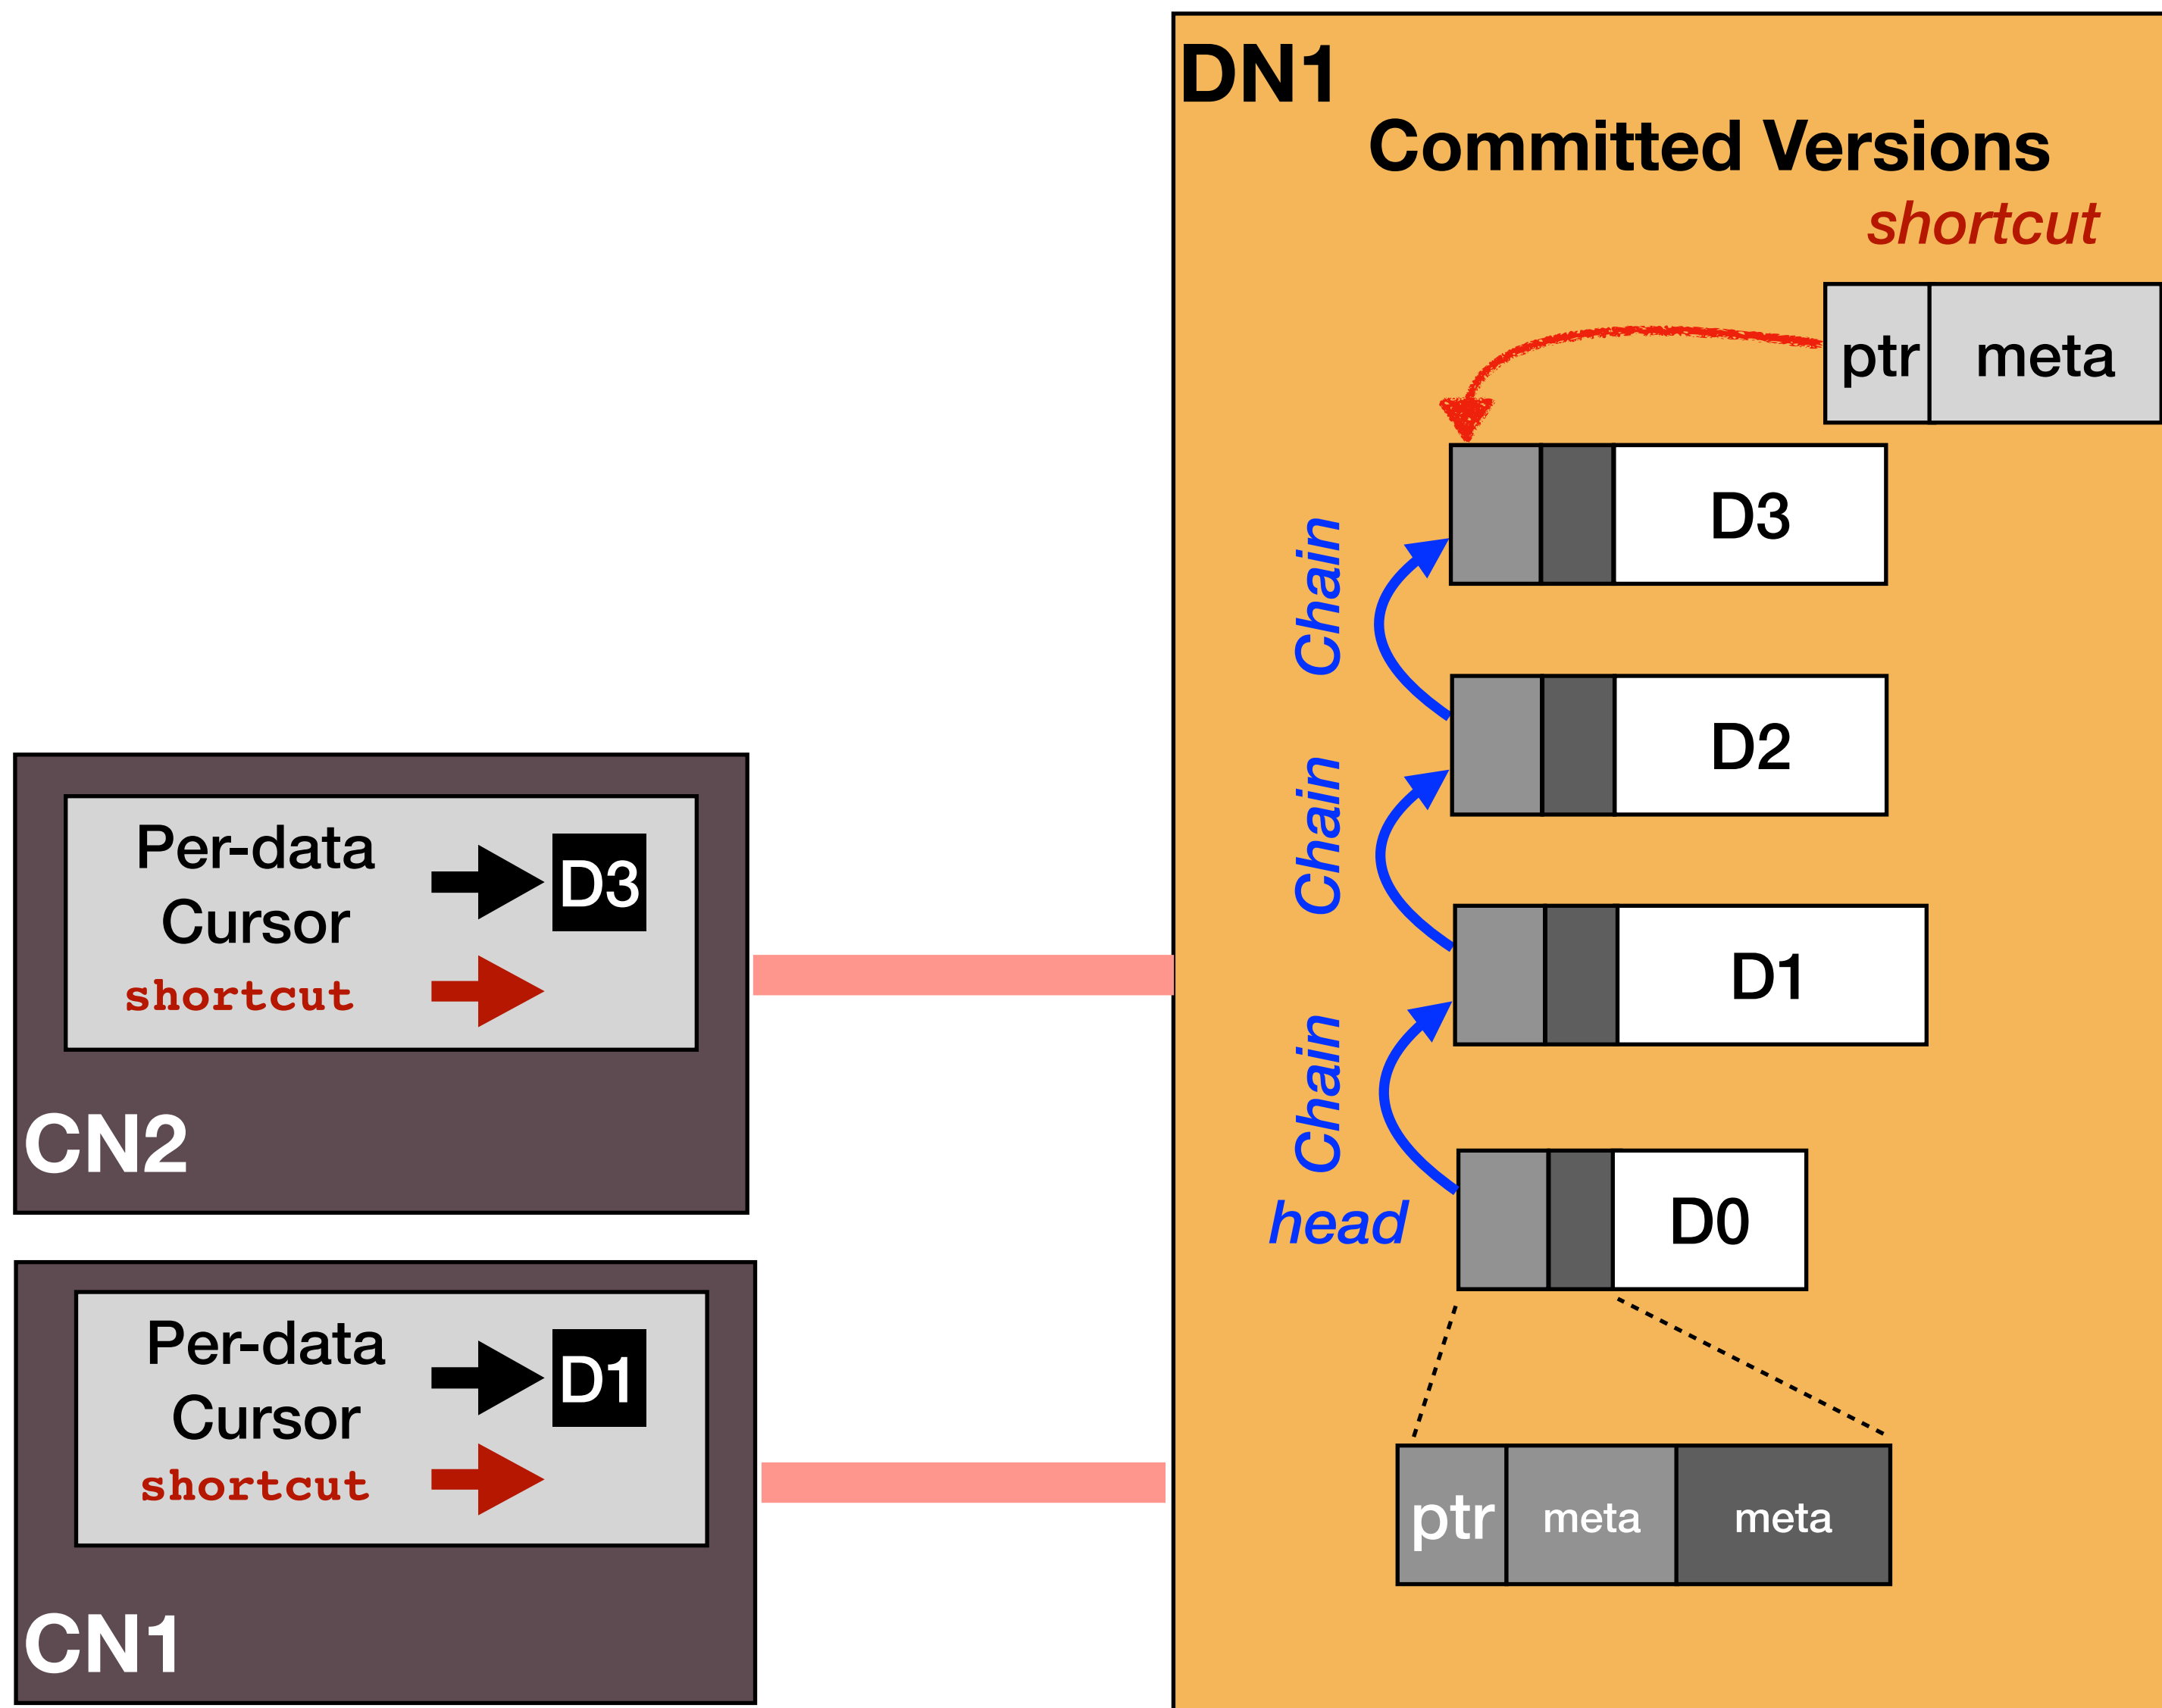 DN1
Committed Versions
shortcut
ptr meta
D3
Chain
D2
Chain
D1
Chain
head
D0
ptr meta meta
Per-data
Cursor
D3
shortcut
CN2
Per-data
Cursor
D1
shortcut
CN1